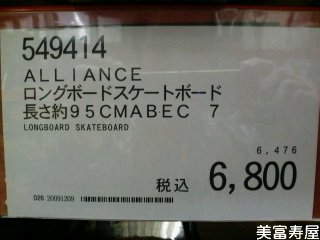 549414
ALLIANCE
ロングボードスケートボード
長さ約95CMABEC 7
LONGBOARD SKATEBOARD
6,476
税込 6,800
026 20091209
美富寿屋